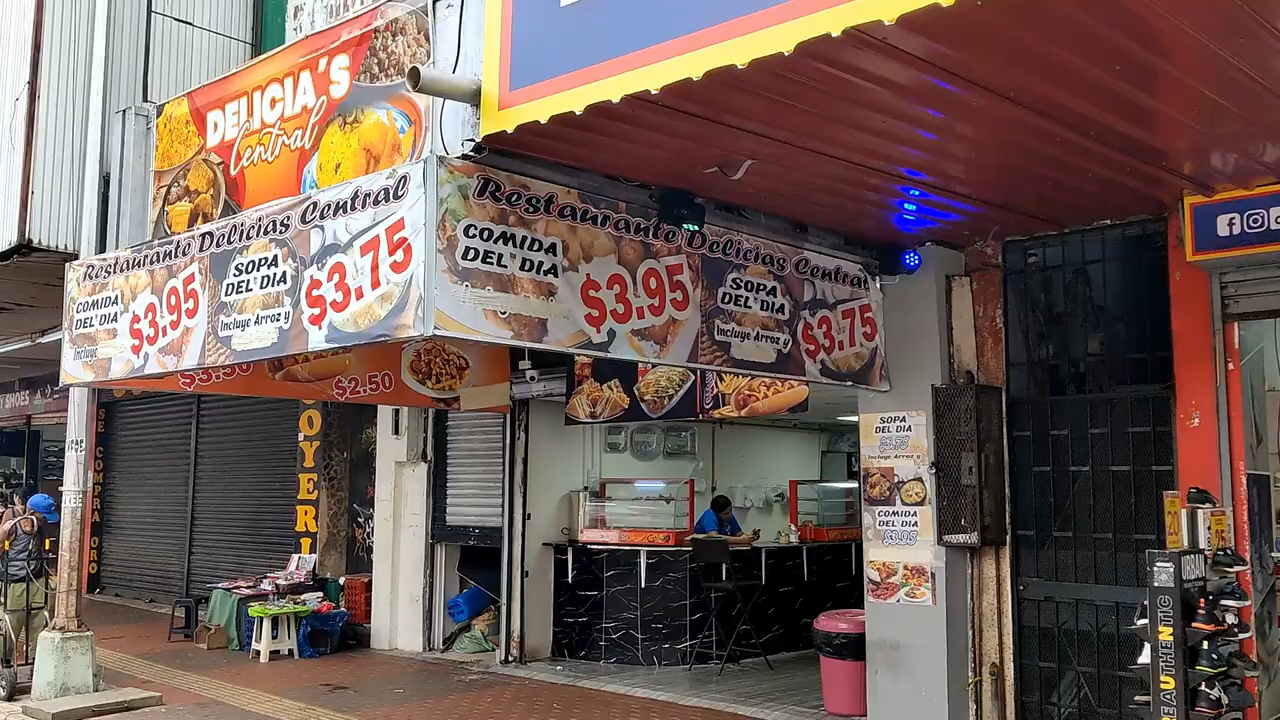 DELICIA´S
Central
Restaurante Delicias Central
COMIDA
DEL DIA
$3.95
Incluye
SOPA
DEL DIA
Incluye Arroz y
$3.75
Restaurante Delicias Central
COMIDA
DEL DIA
$3.95
SOPA
DEL DIA
Incluye Arroz y
$3.75
$3.50
$2.50
SHOES
SE COMPRA ORO
OYERI
SOPA
DEL DIA
$3.75
Incluye Arroz y
COMIDA
DEL DIA
$3.95
URBAN
AUTHENTIC